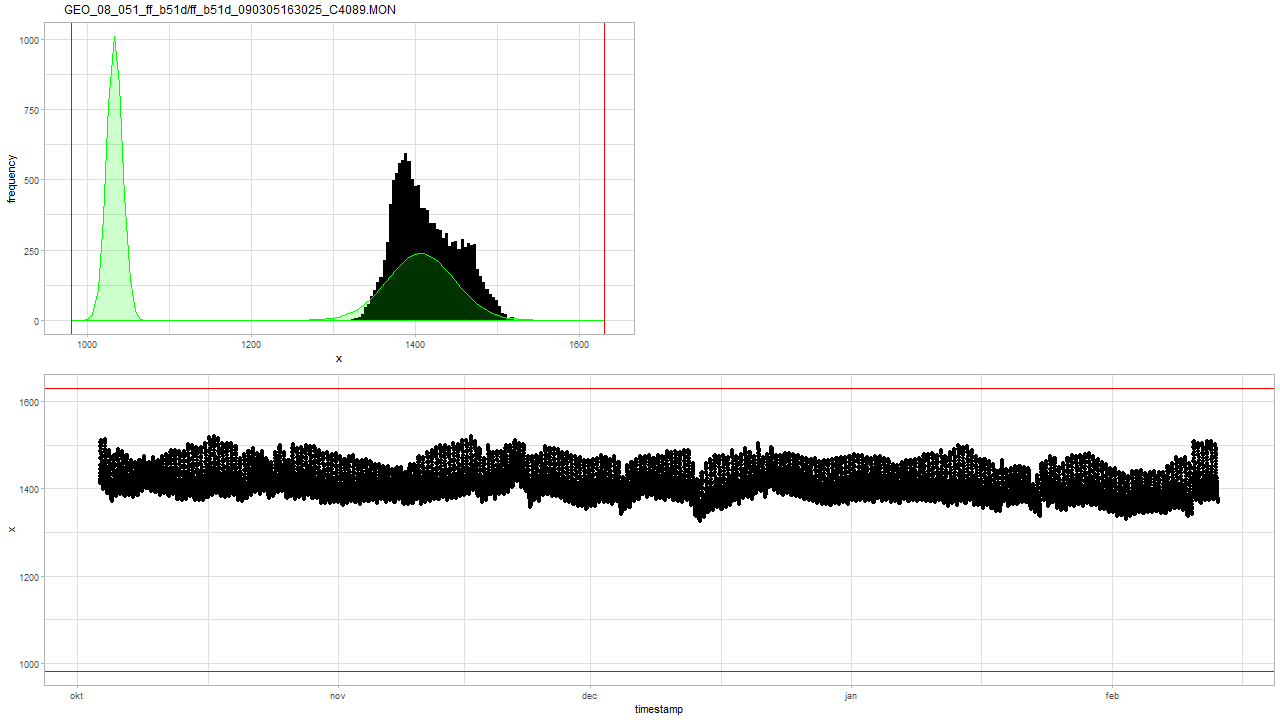 GEO_08_051_ff_b51d/ff_b51d_090305163025_C4089.MON
1000
750
500
250
0
frequency
1000 1200 1400 1600
x
1600
1400
1200
1000
x
okt nov dec jan feb
timestamp